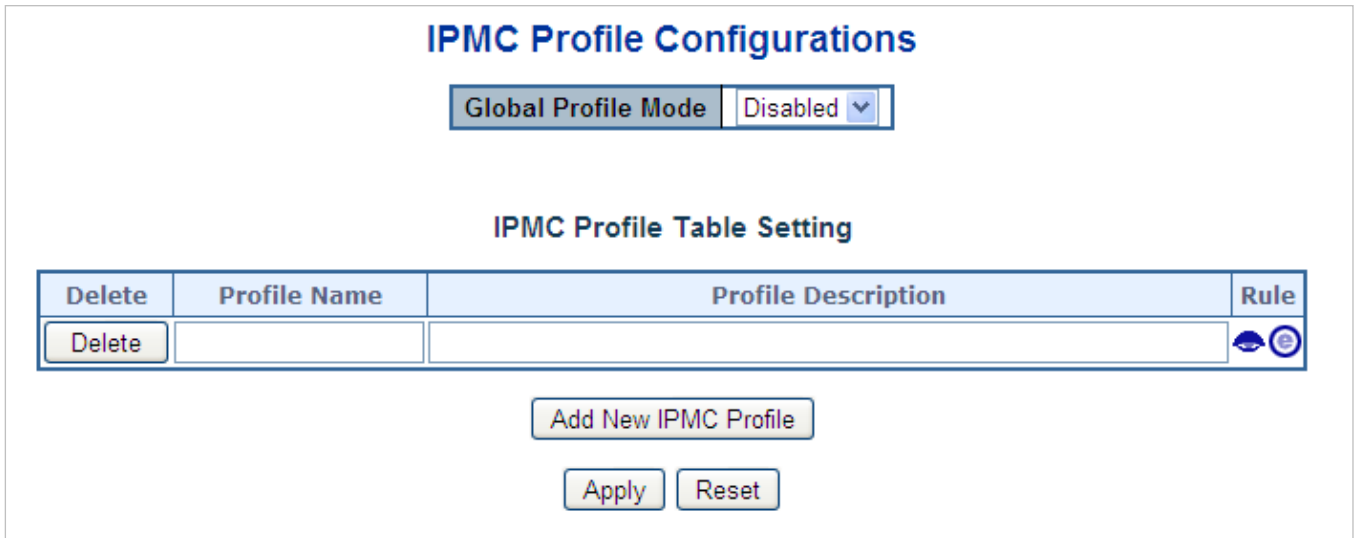 IPMC Profile Configurations
Global Profile Mode Disabled
IPMC Profile Table Setting
Delete Profile Name Profile Description Rule
Delete e
Add New IPMC Profile
Apply Reset